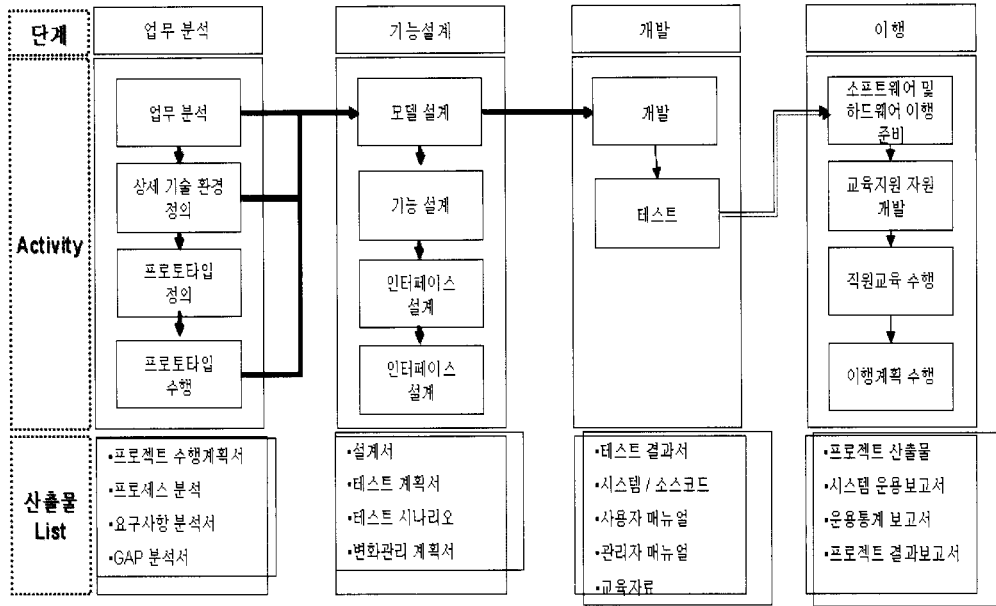 단계
업무 분석
기능설계
개발
이행
Activity
업무 분석
상세 기술 환경
정의
프로토타입
정의
프로토타입
수행
모델 설계
기능 설계
인터페이스
설계
인터페이스
설계
개발
테스트
소프트웨어 및
하드웨어 이행
준비
교육지원 자원
개발
직원교육 수행
이행계획 수행
산출물
List
▪프로젝트 수행계획서
▪프로세스 분석
▪요구사항 분석서
▪GAP 분석서
▪설계서
▪테스트 계획서
▪테스트 시나리오
▪변화관리 계획서
▪테스트 결과서
▪시스템 / 소스코드
▪사용자 매뉴얼
▪관리자 매뉴얼
▪교육자료
▪프로젝트 산출물
▪시스템 운용보고서
▪운용통계 보고서
▪프로젝트 결과보고서